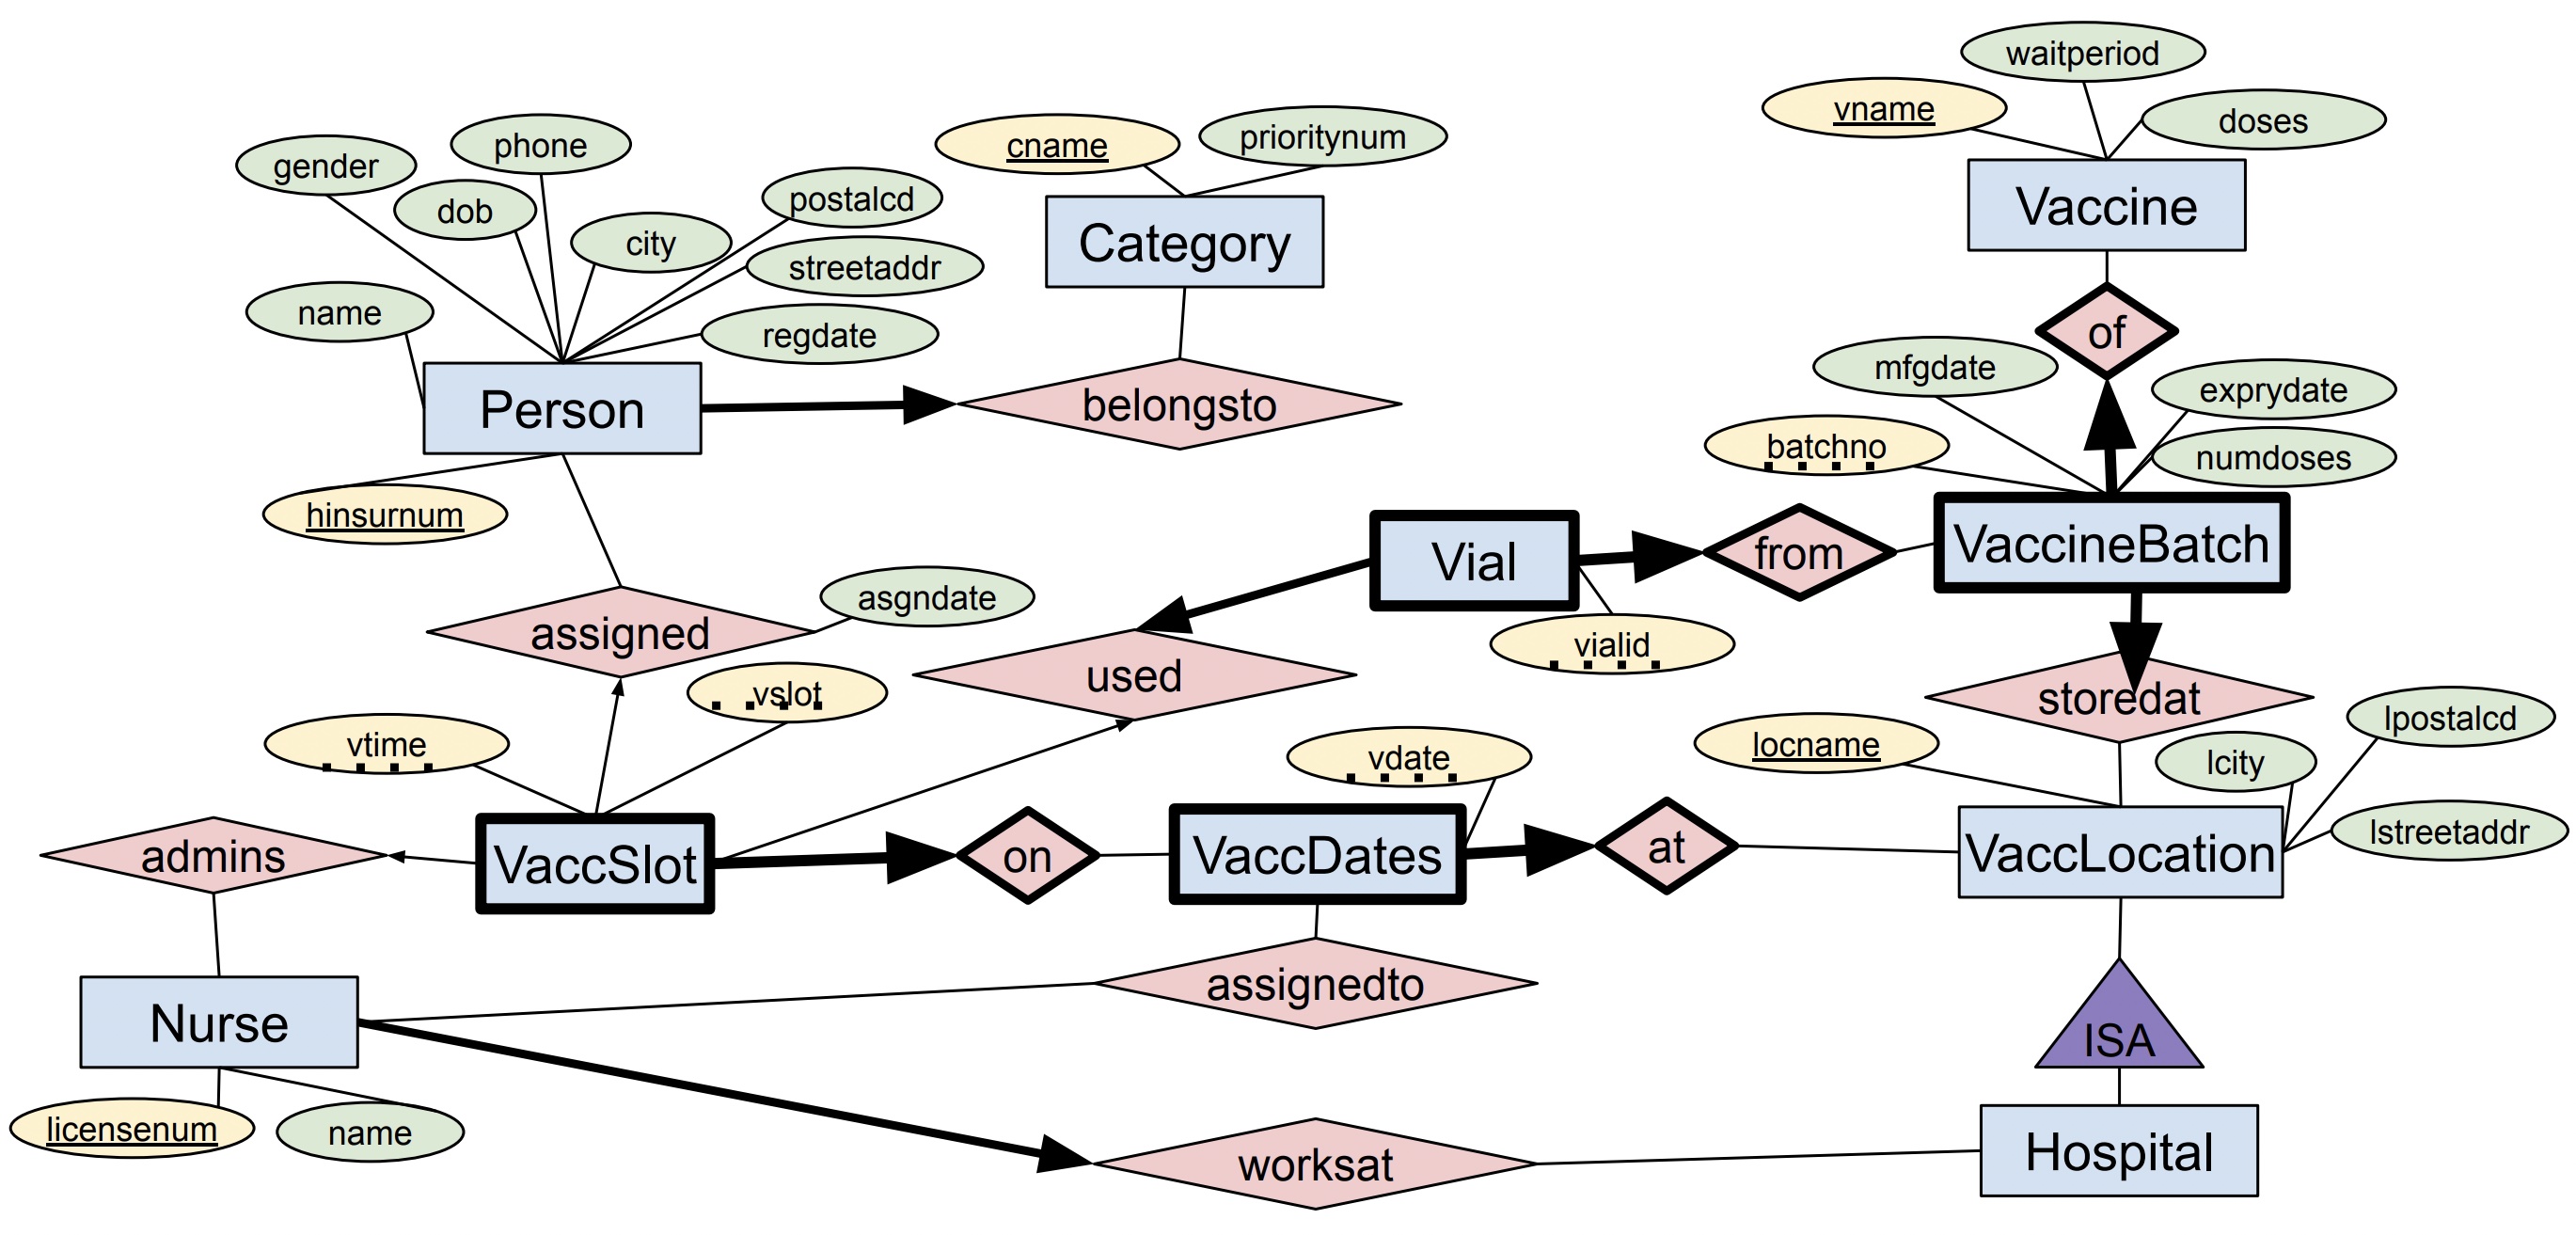 waitperiod
vname
doses
Vaccine
gender
phone
dob
city
postalcd
streetaddr
regdate
name
cname
prioritynum
Category
of
mfgdate
exprydate
batchno
numdoses
Person
belongsto
hinsurnum
Vial
from
VaccineBatch
vialid
assigned
asgndate
used
storedat
vslot
vtime
vdate
locname
lcity
lpostalcd
lstreetaddr
admins
VaccSlot
on
VaccDates
at
VaccLocation
Nurse
assignedto
ISA
licensenum
name
worksat
Hospital